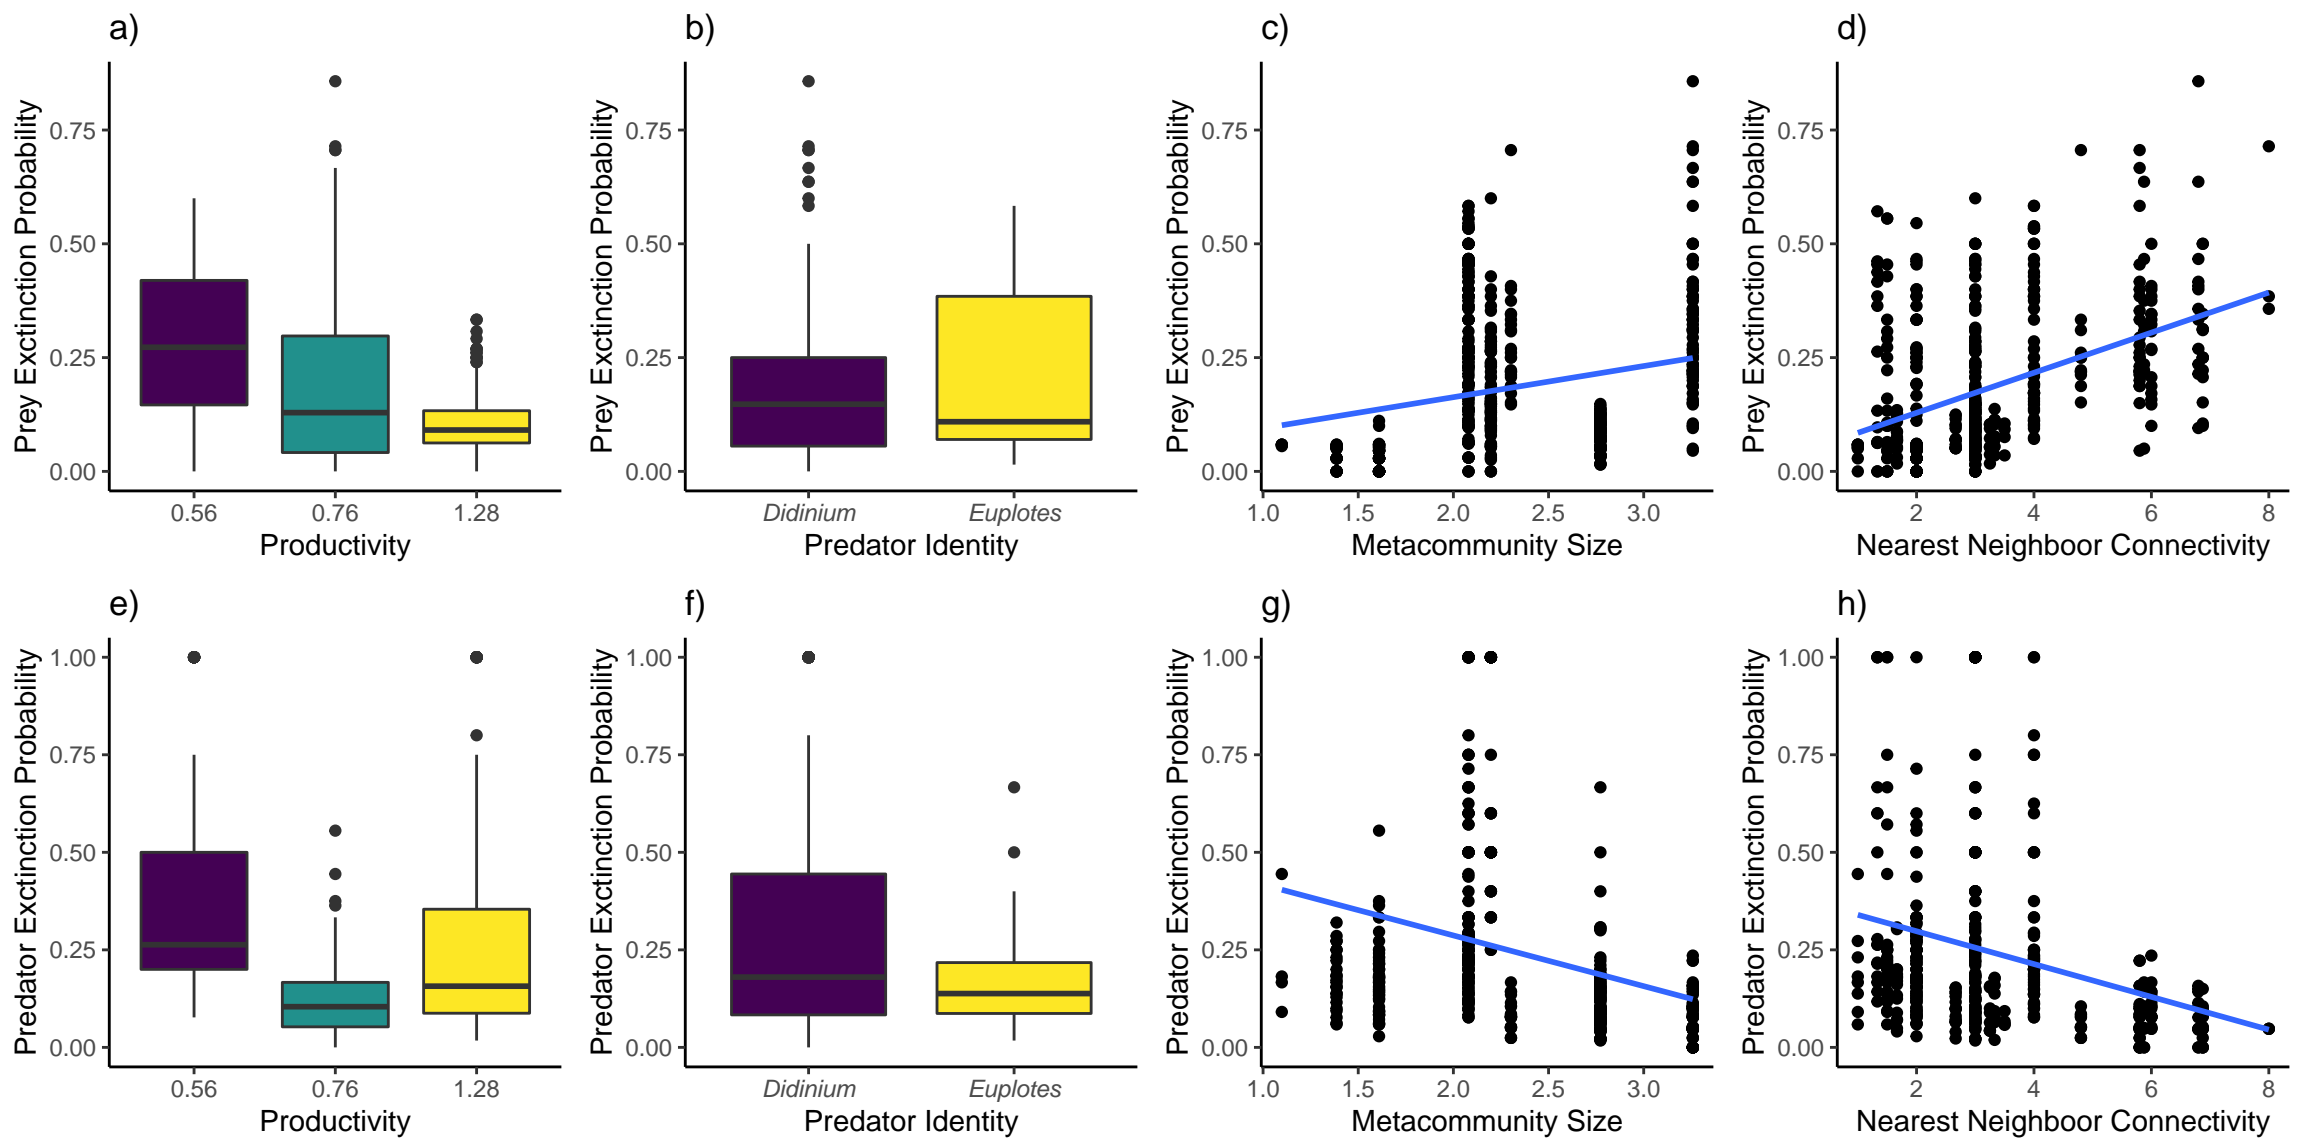 a)
Prey Exctinction Probability
0.75
0.50
0.25
0.00
0.56 0.76 1.28
Productivity
b)
Prey Exctinction Probability
0.75
0.50
0.25
0.00
Didinium Euplotes
Predator Identity
c)
Prey Exctinction Probability
0.75
0.50
0.25
0.00
1.0 1.5 2.0 2.5 3.0
Metacommunity Size
d)
Prey Exctinction Probability
0.75
0.50
0.25
0.00
2 4 6 8
Nearest Neighboor Connectivity
e)
Predator Exctinction Probability
1.00
0.75
0.50
0.25
0.00
0.56 0.76 1.28
Productivity
f)
Predator Exctinction Probability
1.00
0.75
0.50
0.25
0.00
Didinium Euplotes
Predator Identity
g)
Predator Exctinction Probability
1.00
0.75
0.50
0.25
0.00
1.0 1.5 2.0 2.5 3.0
Metacommunity Size
h)
Predator Exctinction Probability
1.00
0.75
0.50
0.25
0.00
2 4 6 8
Nearest Neighboor Connectivity